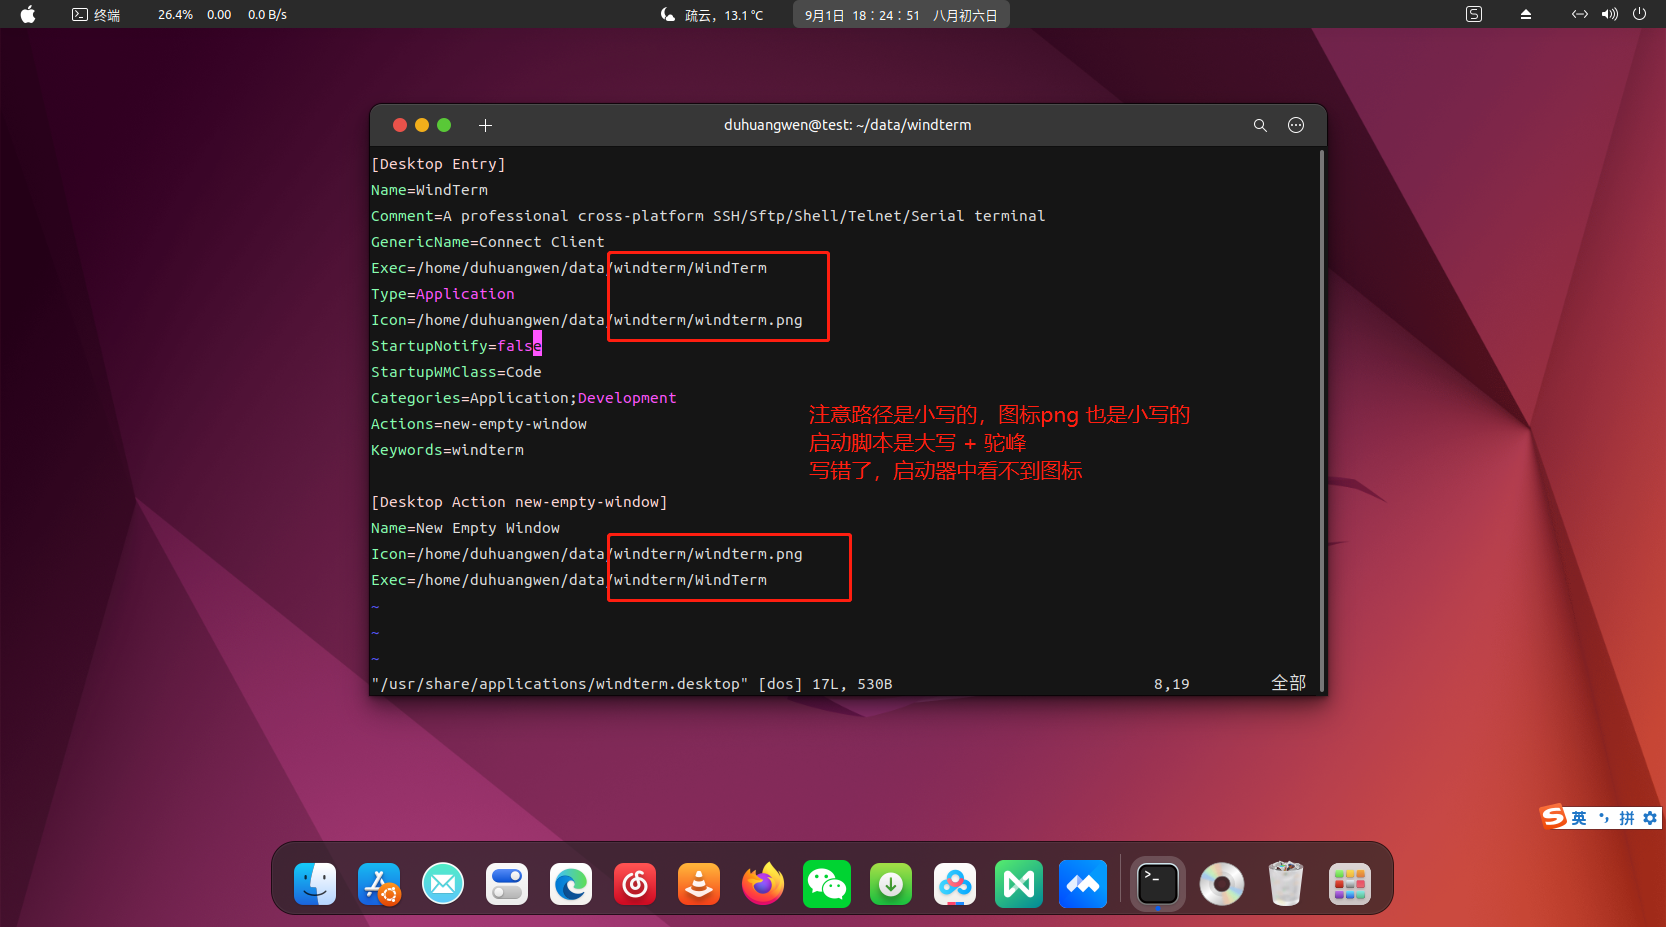 终端 26.4% 0.00 0.0 B/s 疏云，13.1 ℃ 9月1日 18：24：51 八月初六日
duhuangwen@test: ~/data/windterm
[Desktop Entry]
Name=WindTerm
Comment=A professional cross-platform SSH/Sftp/Shell/Telnet/Serial terminal
GenericName=Connect Client
Exec=/home/duhuangwen/data/windterm/WindTerm
Type=Application
Icon=/home/duhuangwen/data/windterm/windterm.png
StartupNotify=false
StartupWMClass=Code
Categories=Application;Development
Actions=new-empty-window
Keywords=windterm
注意路径是小写的，图标png 也是小写的
启动脚本是大写 + 驼峰
写错了，启动器中看不到图标
[Desktop Action new-empty-window]
Name=New Empty Window
Icon=/home/duhuangwen/data/windterm/windterm.png
Exec=/home/duhuangwen/data/windterm/WindTerm
~
~
~
"/usr/share/applications/windterm.desktop" [dos] 17L, 530B 8,19 全部
S 英 拼